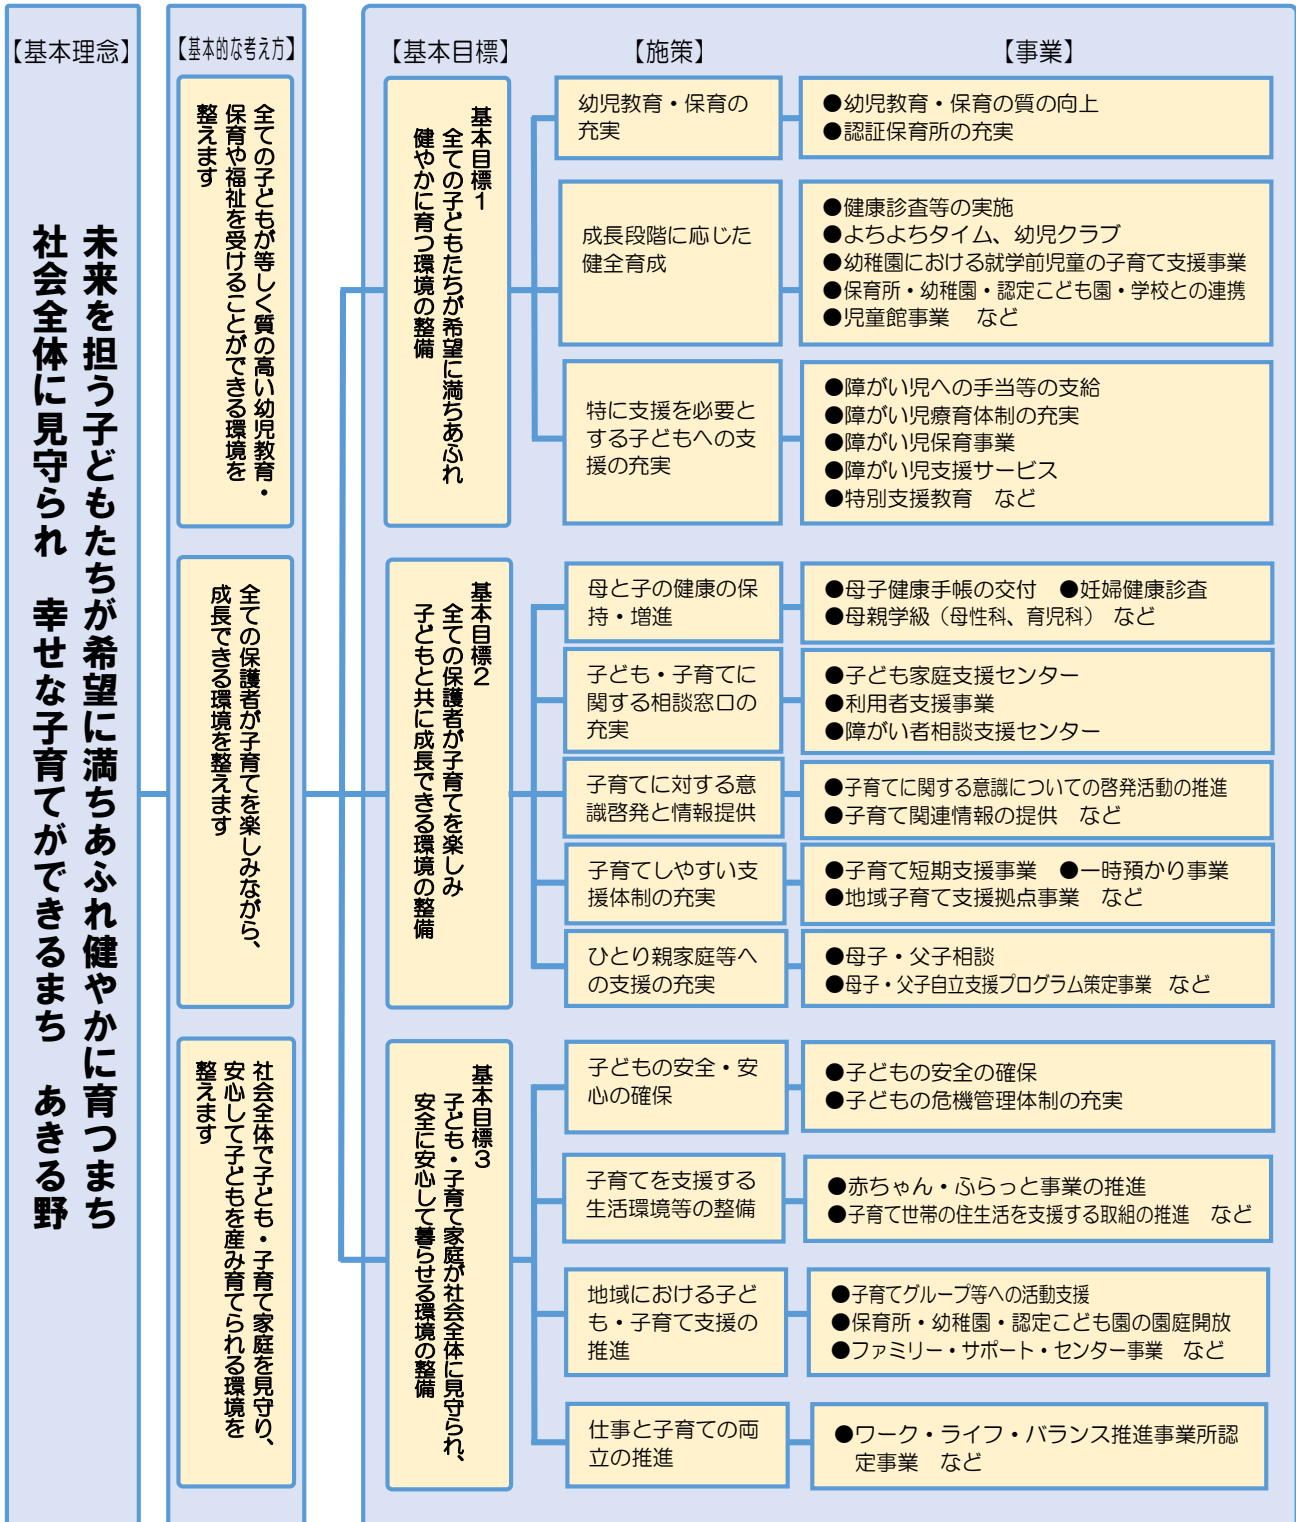 【基本理念】
未来を担う子どもたちが希望に満ちあふれ健やかに育つまち
社会全体に見守られ　幸せな子育てができるまち　あきる野
【基本的な考え方】
全ての子どもが等しく質の高い幼児教育・
保育や福祉を受けることができる環境を
整えます
全ての保護者が子育てを楽しみながら、
成長できる環境を整えます
社会全体で子ども・子育て家庭を見守り、
安心して子どもを産み育てられる環境を
整えます
【基本目標】
【施策】
【事業】
基本目標1
全ての子どもたちが希望に満ちあふれ
健やかに育つ環境の整備
幼児教育・保育の
充実
●幼児教育・保育の質の向上
●認証保育所の充実
成長段階に応じた
健全育成
●健康診査等の実施
●よちよちタイム、幼児クラブ
●幼稚園における就学前児童の子育て支援事業
●保育所・幼稚園・認定こども園・学校との連携
●児童館事業　など
特に支援を必要と
する子どもへの支
援の充実
●障がい児への手当等の支給
●障がい児療育体制の充実
●障がい児保育事業
●障がい児支援サービス
●特別支援教育　など
基本目標2
全ての保護者が子育てを楽しみ
子どもと共に成長できる環境の整備
母と子の健康の保
持・増進
●母子健康手帳の交付　●妊婦健康診査
●母親学級（母性科、育児科）など
子ども・子育てに
関する相談窓口の
充実
●子ども家庭支援センター
●利用者支援事業
●障がい者相談支援センター
子育てに対する意
識啓発と情報提供
●子育てに関する意識についての啓発活動の推進
●子育て関連情報の提供　など
子育てしやすい支
援体制の充実
●子育て短期支援事業　●一時預かり事業
●地域子育て支援拠点事業　など
ひとり親家庭等へ
の支援の充実
●母子・父子相談
●母子・父子自立支援プログラム策定事業　など
基本目標3
子ども・子育て家庭が社会全体に見守られ、
安全に安心して暮らせる環境の整備
子どもの安全・安
心の確保
●子どもの安全の確保
●子どもの危機管理体制の充実
子育てを支援する
生活環境等の整備
●赤ちゃん・ふらっと事業の推進
●子育て世帯の住生活を支援する取組の推進　など
地域における子ど
も・子育て支援の
推進
●子育てグループ等への活動支援
●保育所・幼稚園・認定こども園の園庭開放
●ファミリー・サポート・センター事業　など
仕事と子育ての両
立の推進
●ワーク・ライフ・バランス推進事業所認
定事業　など